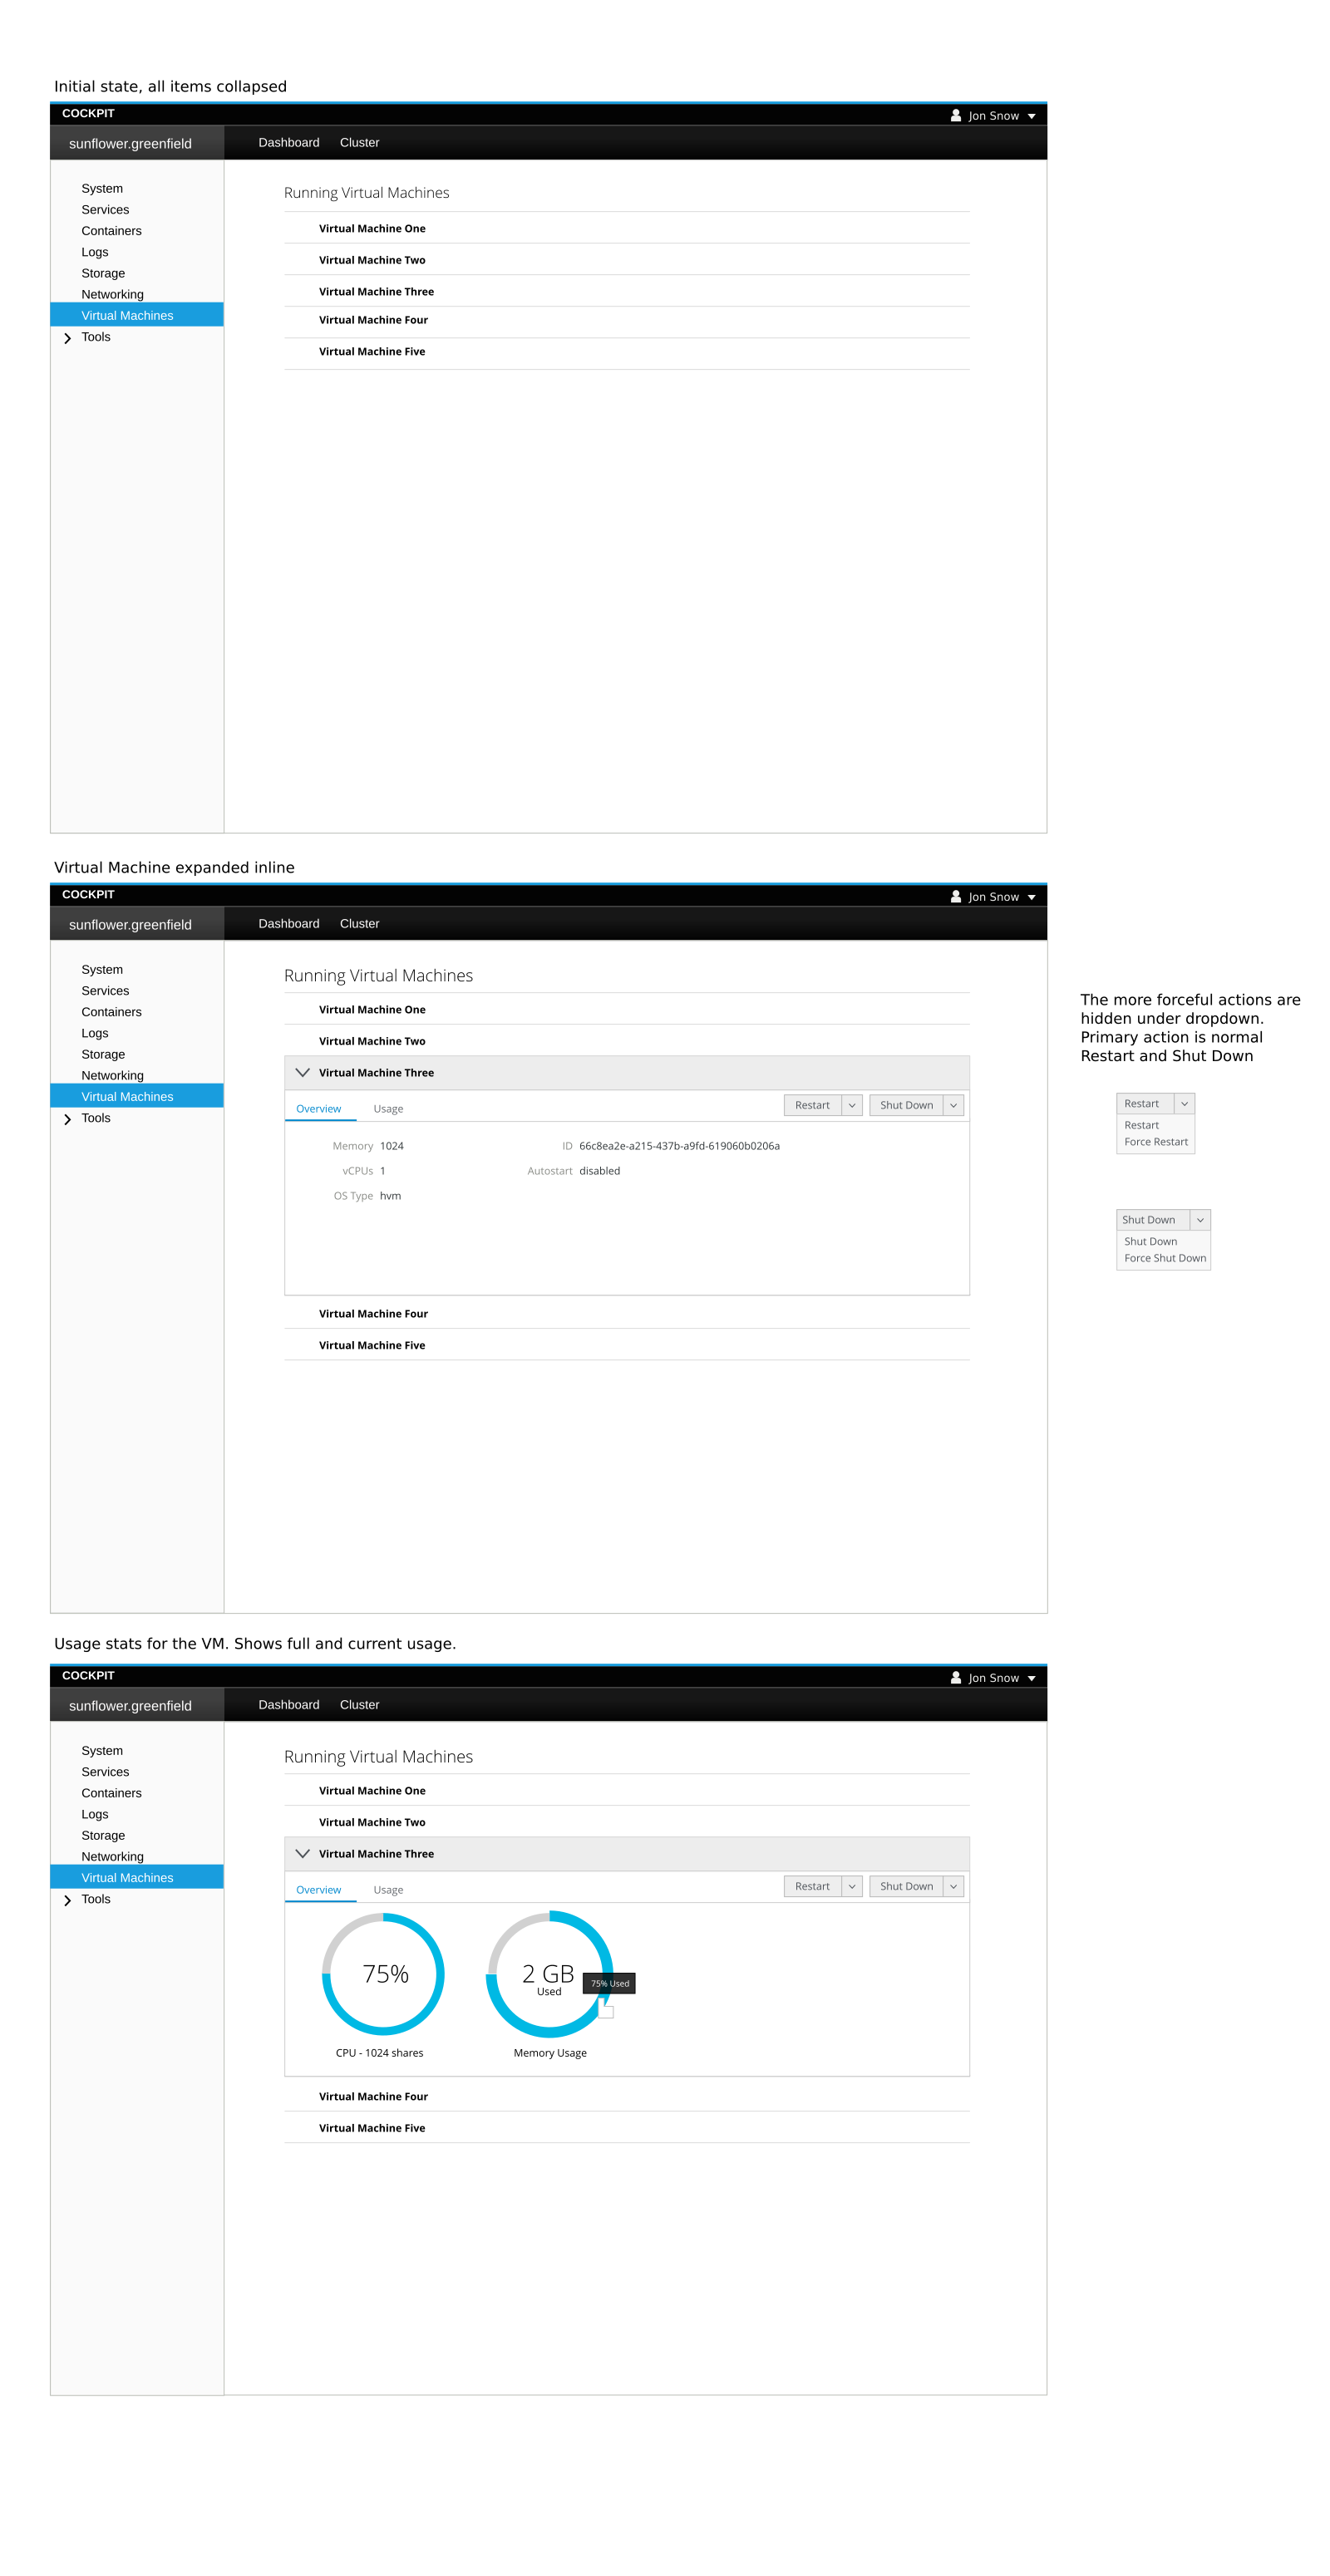 Initial state, all items collapsed
COCKPIT
Jon Snow
sunflower.greenfield
Dashboard Cluster
System
Services
Containers
Logs
Storage
Networking
Virtual Machines
Tools
Running Virtual Machines
Virtual Machine One
Virtual Machine Two
Virtual Machine Three
Virtual Machine Four
Virtual Machine Five
Virtual Machine expanded inline
COCKPIT
Jon Snow
sunflower.greenfield
Dashboard Cluster
System
Services
Containers
Logs
Storage
Networking
Virtual Machines
Tools
Running Virtual Machines
Virtual Machine One
Virtual Machine Two
Virtual Machine Three
Overview Usage Restart Shut Down
Memory 1024 ID 66c8ea2e-a215-437b-a9fd-619060b0206a
vCPUs 1 Autostart disabled
OS Type hvm
Virtual Machine Four
Virtual Machine Five
The more forceful actions are
hidden under dropdown.
Primary action is normal
Restart and Shut Down
Restart
Restart
Force Restart
Shut Down
Shut Down
Force Shut Down
Usage stats for the VM. Shows full and current usage.
COCKPIT
Jon Snow
sunflower.greenfield
Dashboard Cluster
System
Services
Containers
Logs
Storage
Networking
Virtual Machines
Tools
Running Virtual Machines
Virtual Machine One
Virtual Machine Two
Virtual Machine Three
Overview Usage Restart Shut Down
75%
2 GB
Used
75% Used
CPU - 1024 shares
Memory Usage
Virtual Machine Four
Virtual Machine Five